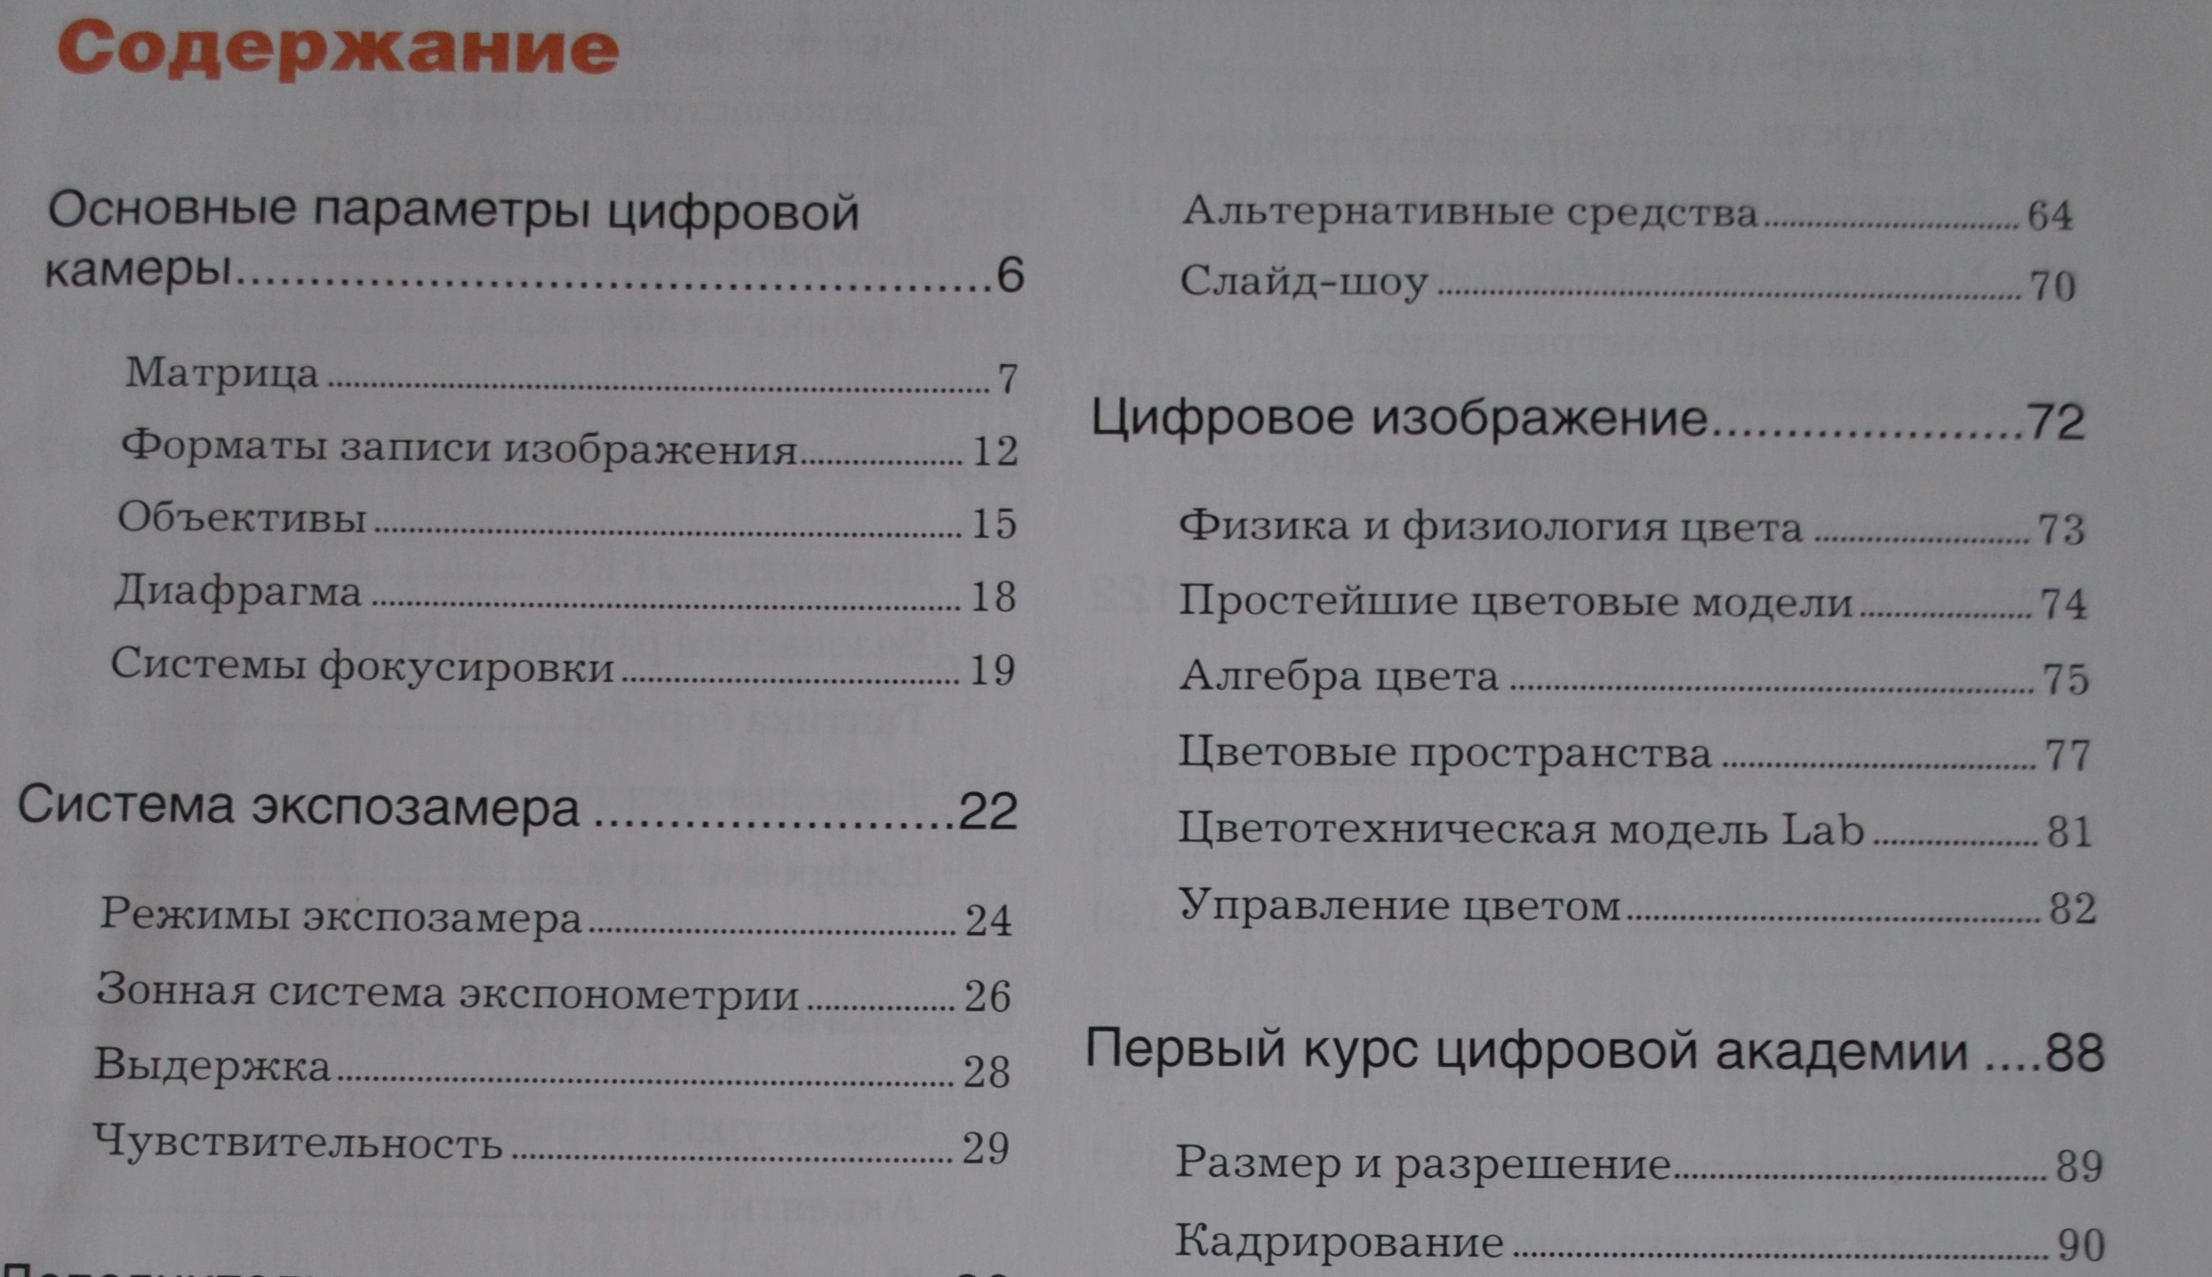 Содержание
Основные параметры цифровой
камеры.....................................................6
Матрица.....................................................7
Форматы записи изображения.....................12
Объективы.....................................................15
Диафрагма.....................................................18
Системы фокусировки.....................................19
Система экспозамера ........................22
Режимы экспозамера.....................................24
Зонная система экспонометрии.....................26
Выдержка.....................................................28
Чувствительность.....................................29
Альтернативные средства.....................64
Слайд-шоу.....................................................70
Цифровое изображение.....................72
Физика и физиология цвета.....................73
Простейшие цветовые модели.....................74
Алгебра цвета.....................................75
Цветовые пространства.....................77
Цветотехническая модель Lab.....................81
Управление цветом.....................................82
Первый курс цифровой академии ....88
Размер и разрешение.....................................89
Кадрирование.....................................90